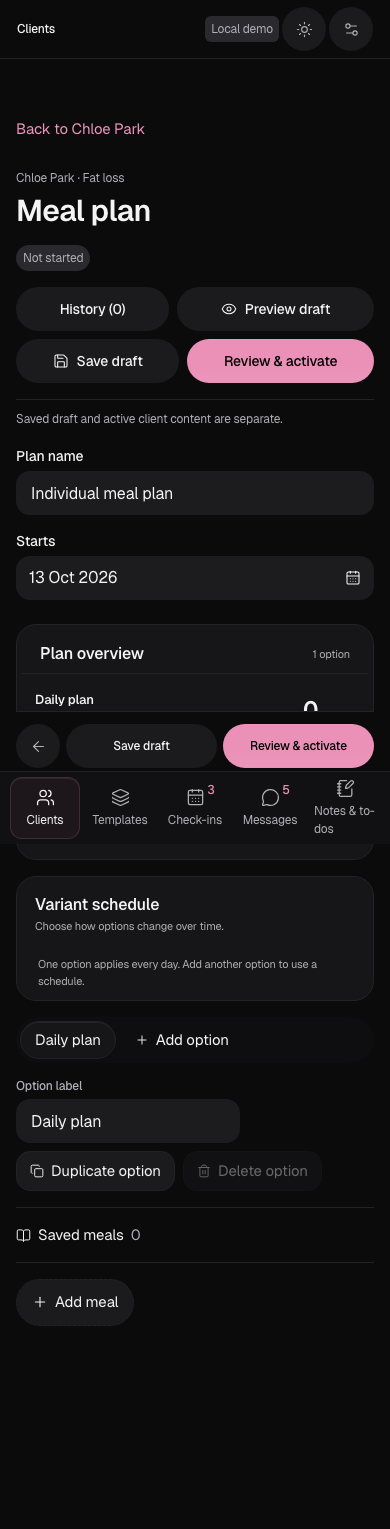 Clients
Local demo
Back to Chloe Park
Chloe Park · Fat loss
Meal plan
Not started
History (0)
Preview draft
Save draft
Review & activate
Saved draft and active client content are separate.
Plan name
Individual meal plan
Starts
13 Oct 2026
Plan overview
1 option
Daily plan
0
Save draft
Review & activate
3
5
Clients
Templates
Check-ins
Messages
Notes & to-
dos
Variant schedule
Choose how options change over time.
One option applies every day. Add another option to use a
schedule.
Daily plan
Add option
Option label
Daily plan
Duplicate option
Delete option
Saved meals 0
Add meal